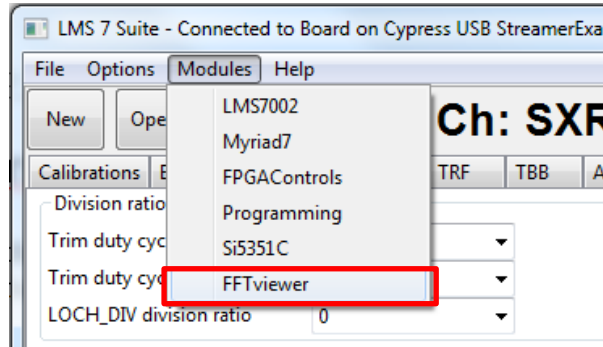 LMS 7 Suite - Connected to Board on Cypress USB StreamerExa
File Options Modules Help
New Ope Ch: SXR
LMS7002
Myriad7
FPGAControls
Programming
Si5351C
FFTviewer
Calibrations TRF TBB A
Division ratio
Trim duty cyc
Trim duty cyc
LOCH_DIV division ratio 0